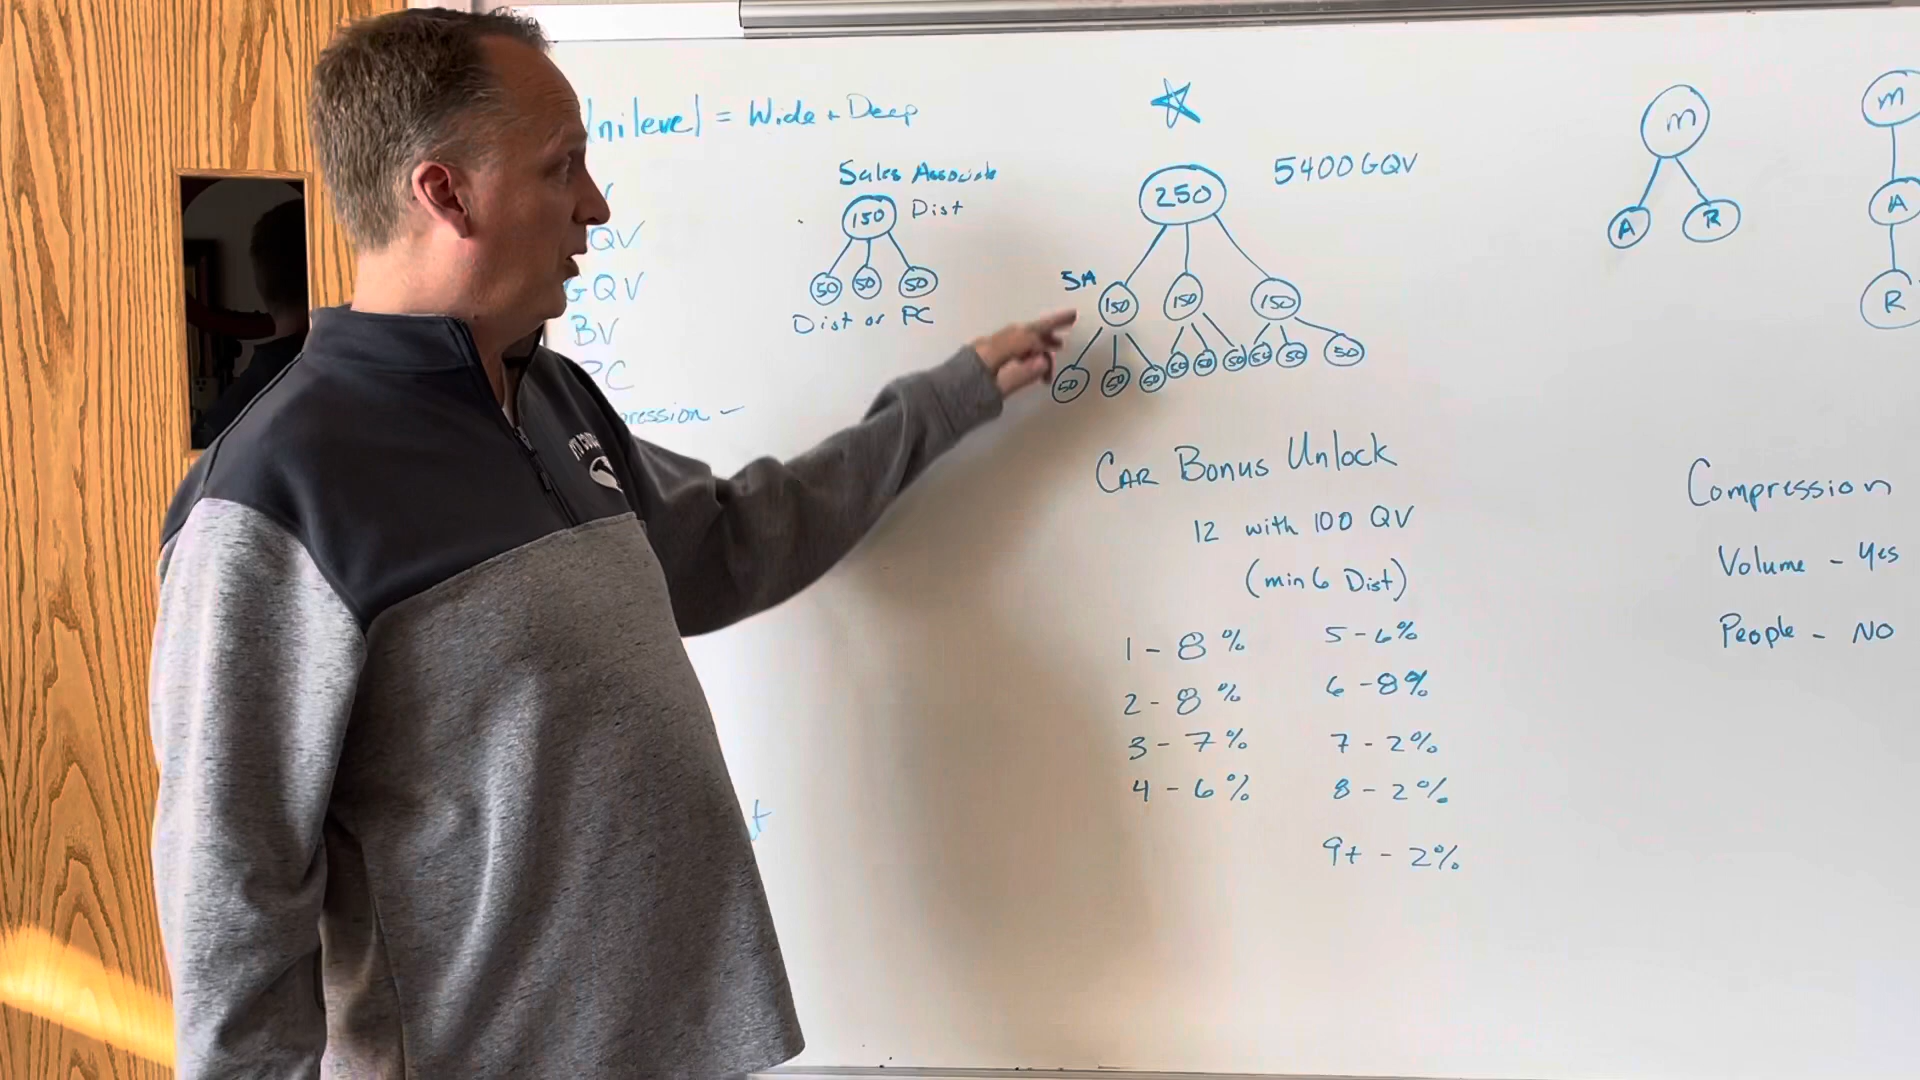 nilevel = Wide + Deep
QV
GQV
BV
PC
pression -
Sales Associate
150 Dist
50 50 50
Dist or PC
250
5400 GQV
SA
150 150 150
50 50 50 50 50 50 50 50 50
Car Bonus Unlock
12 with 100 QV
(min 6 Dist)
1 - 8 %
2 - 8 %
3 - 7 %
4 - 6 %
5 - 6 %
6 - 8 %
7 - 2 %
8 - 2 %
9+ - 2 %
m
A R
m
A
R
Compression
Volume - Yes
People - No